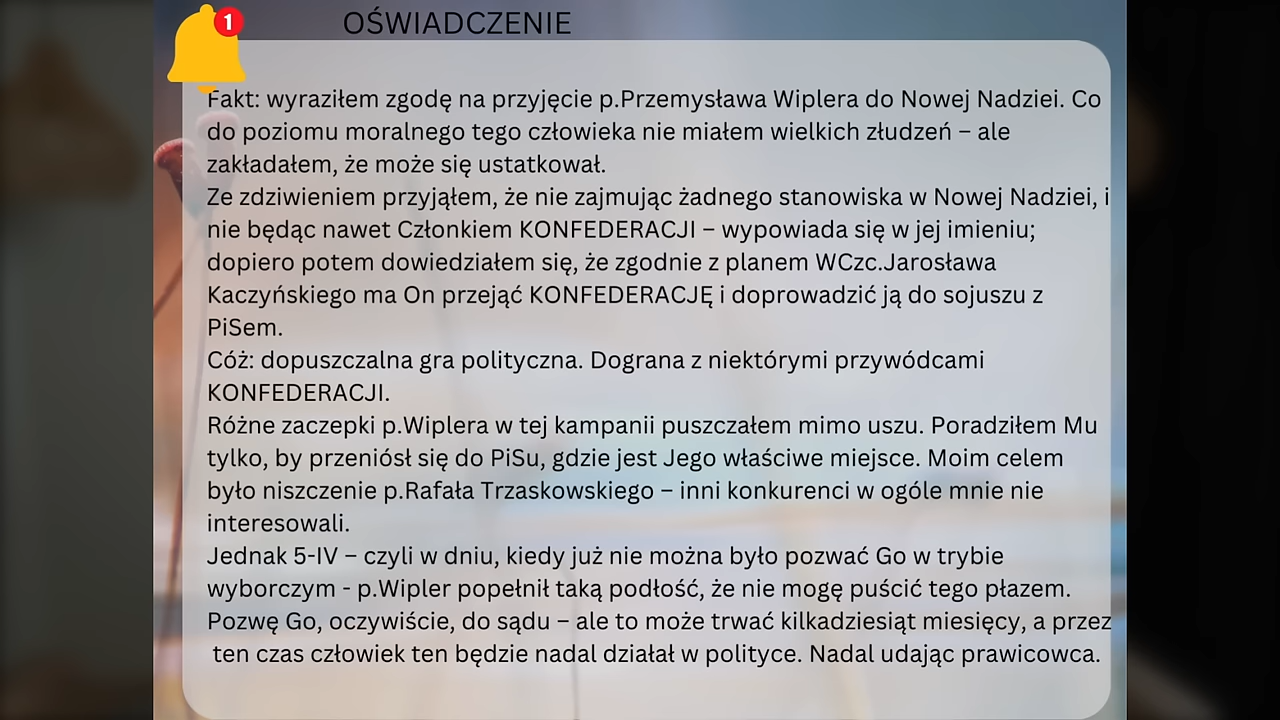 1
OŚWIADCZENIE
Fakt: wyraziłem zgodę na przyjęcie p.Przemysława Wiplera do Nowej Nadziei. Co
do poziomu moralnego tego człowieka nie miałem wielkich złudzeń – ale
zakładałem, że może się ustatkował.
Ze zdziwieniem przyjąłem, że nie zajmując żadnego stanowiska w Nowej Nadziei, i
nie będąc nawet Członkiem KONFEDERACJI – wypowiada się w jej imieniu;
dopiero potem dowiedziałem się, że zgodnie z planem WCzc.Jarosława
Kaczyńskiego ma On przejąć KONFEDERACJĘ i doprowadzić ją do sojuszu z
PiSem.
Cóż: dopuszczalna gra polityczna. Dograna z niektórymi przywódcami
KONFEDERACJI.
Różne zaczepki p.Wiplera w tej kampanii puszczałem mimo uszu. Poradziłem Mu
tylko, by przeniósł się do PiSu, gdzie jest Jego właściwe miejsce. Moim celem
było niszczenie p.Rafała Trzaskowskiego – inni konkurenci w ogóle mnie nie
interesowali.
Jednak 5-IV – czyli w dniu, kiedy już nie można było pozwać Go w trybie
wyborczym - p.Wipler popełnił taką podłość, że nie mogę puścić tego płazem.
Pozwę Go, oczywiście, do sądu – ale to może trwać kilkadziesiąt miesięcy, a przez
ten czas człowiek ten będzie nadal działał w polityce. Nadal udając prawicowca.